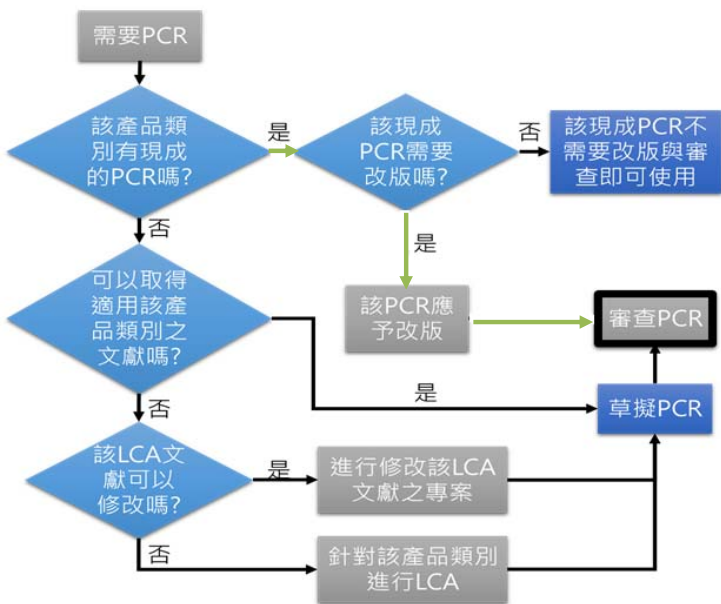 需要PCR
該產品類
別有現成
的PCR嗎?
是
該現成
PCR需要
改版嗎?
否
該現成PCR不
需要改版與審
查即可使用
否
是
可以取得
適用該產
品類別之
文獻嗎?
該PCR應
予改版
審查PCR
是
草擬PCR
否
該LCA文
獻可以
修改嗎?
是
進行修改該LCA
文獻之專案
否
針對該產品類別
進行LCA